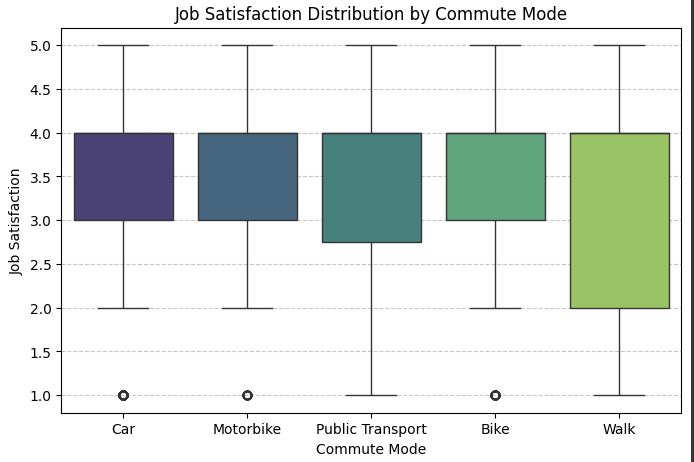 Job Satisfaction Distribution by Commute Mode
5.0
4.5
4.0
3.5
3.0
2.5
2.0
1.5
1.0
Job Satisfaction
Car Motorbike Public Transport Bike Walk
Commute Mode